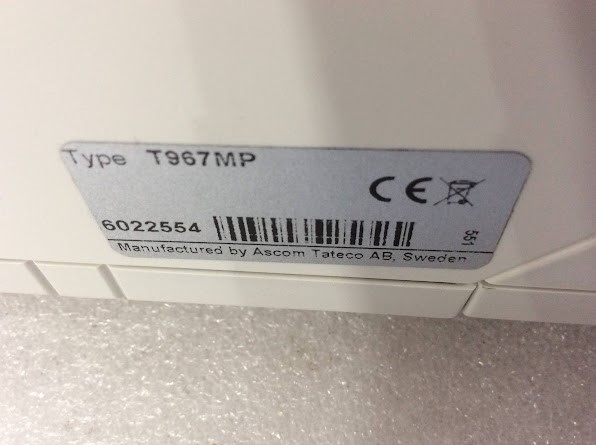 Type T967MP
CE
6022554
551
Manufactured by Ascom Tateco AB, Sweden